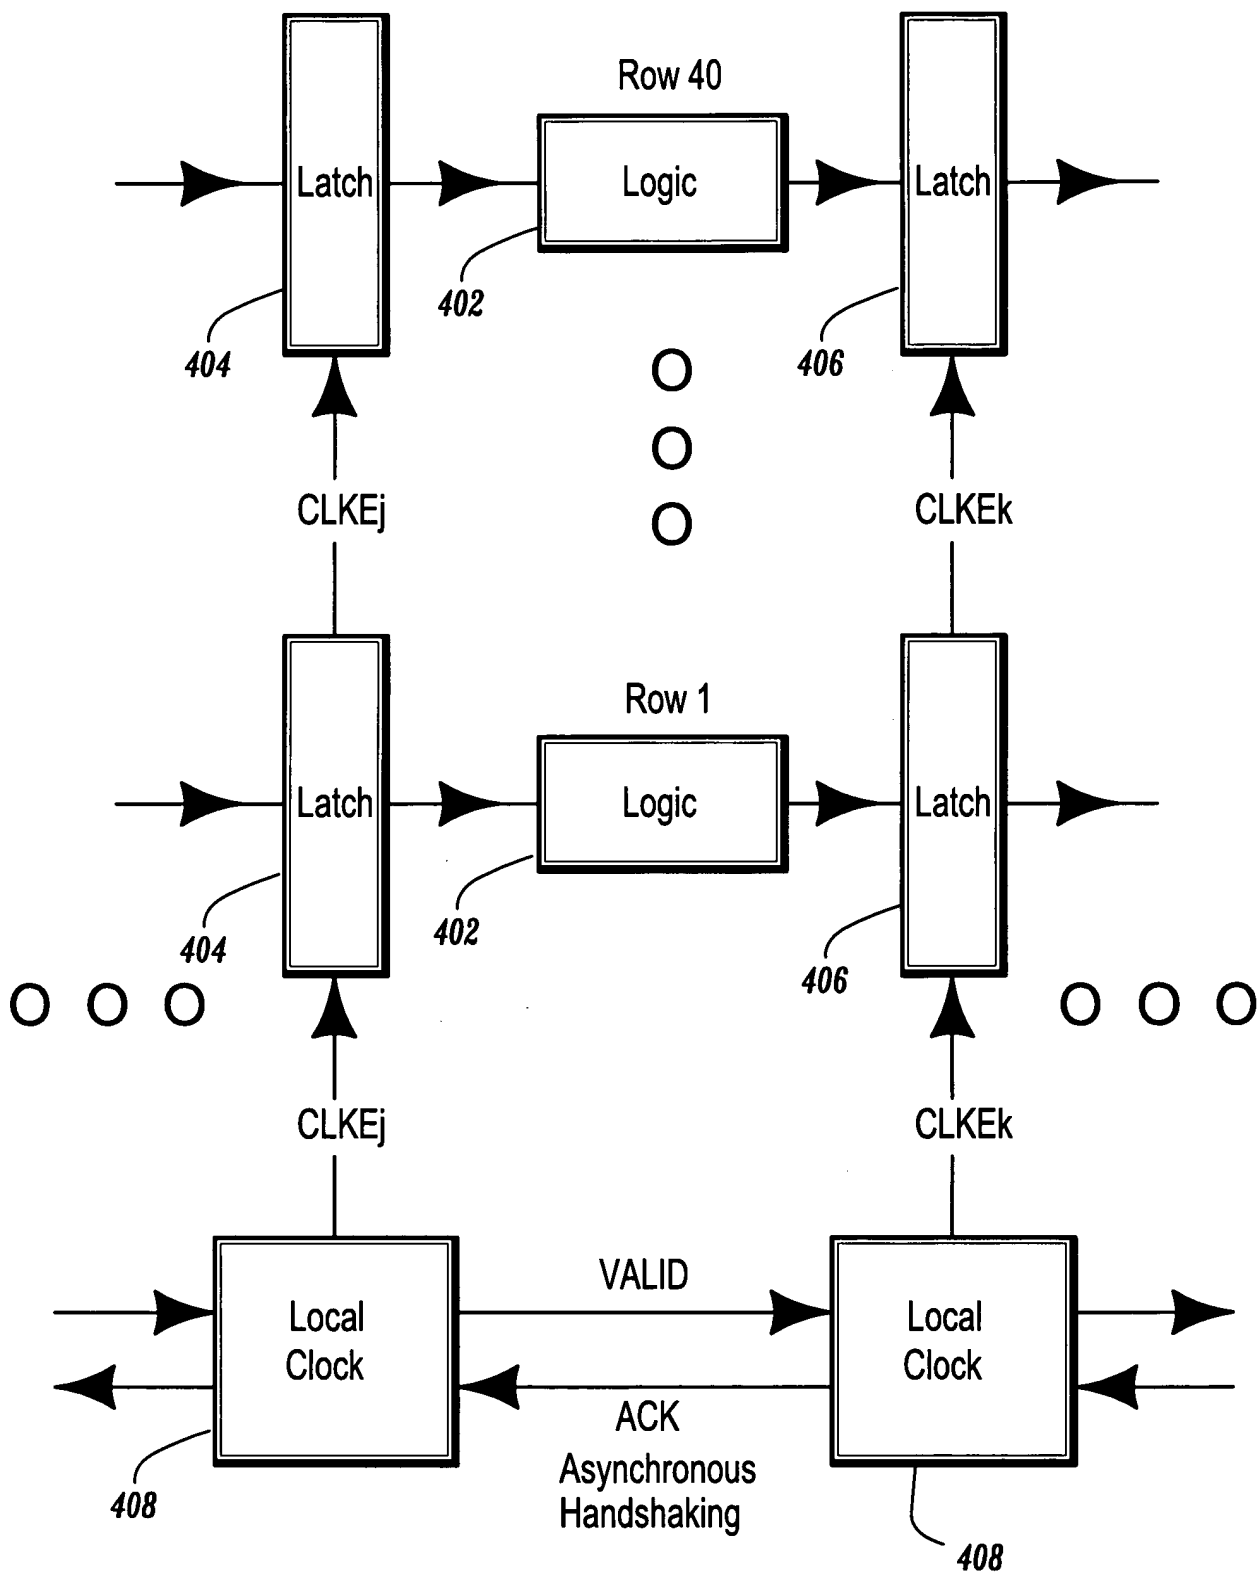 Row 40
Latch
Logic
Latch
402
404
406
O
O
O
CLKEj
CLKEk
Row 1
Latch
Logic
Latch
402
404
406
O O O
O O O
CLKEj
CLKEk
VALID
Local
Clock
Local
Clock
ACK
Asynchronous
Handshaking
408
408